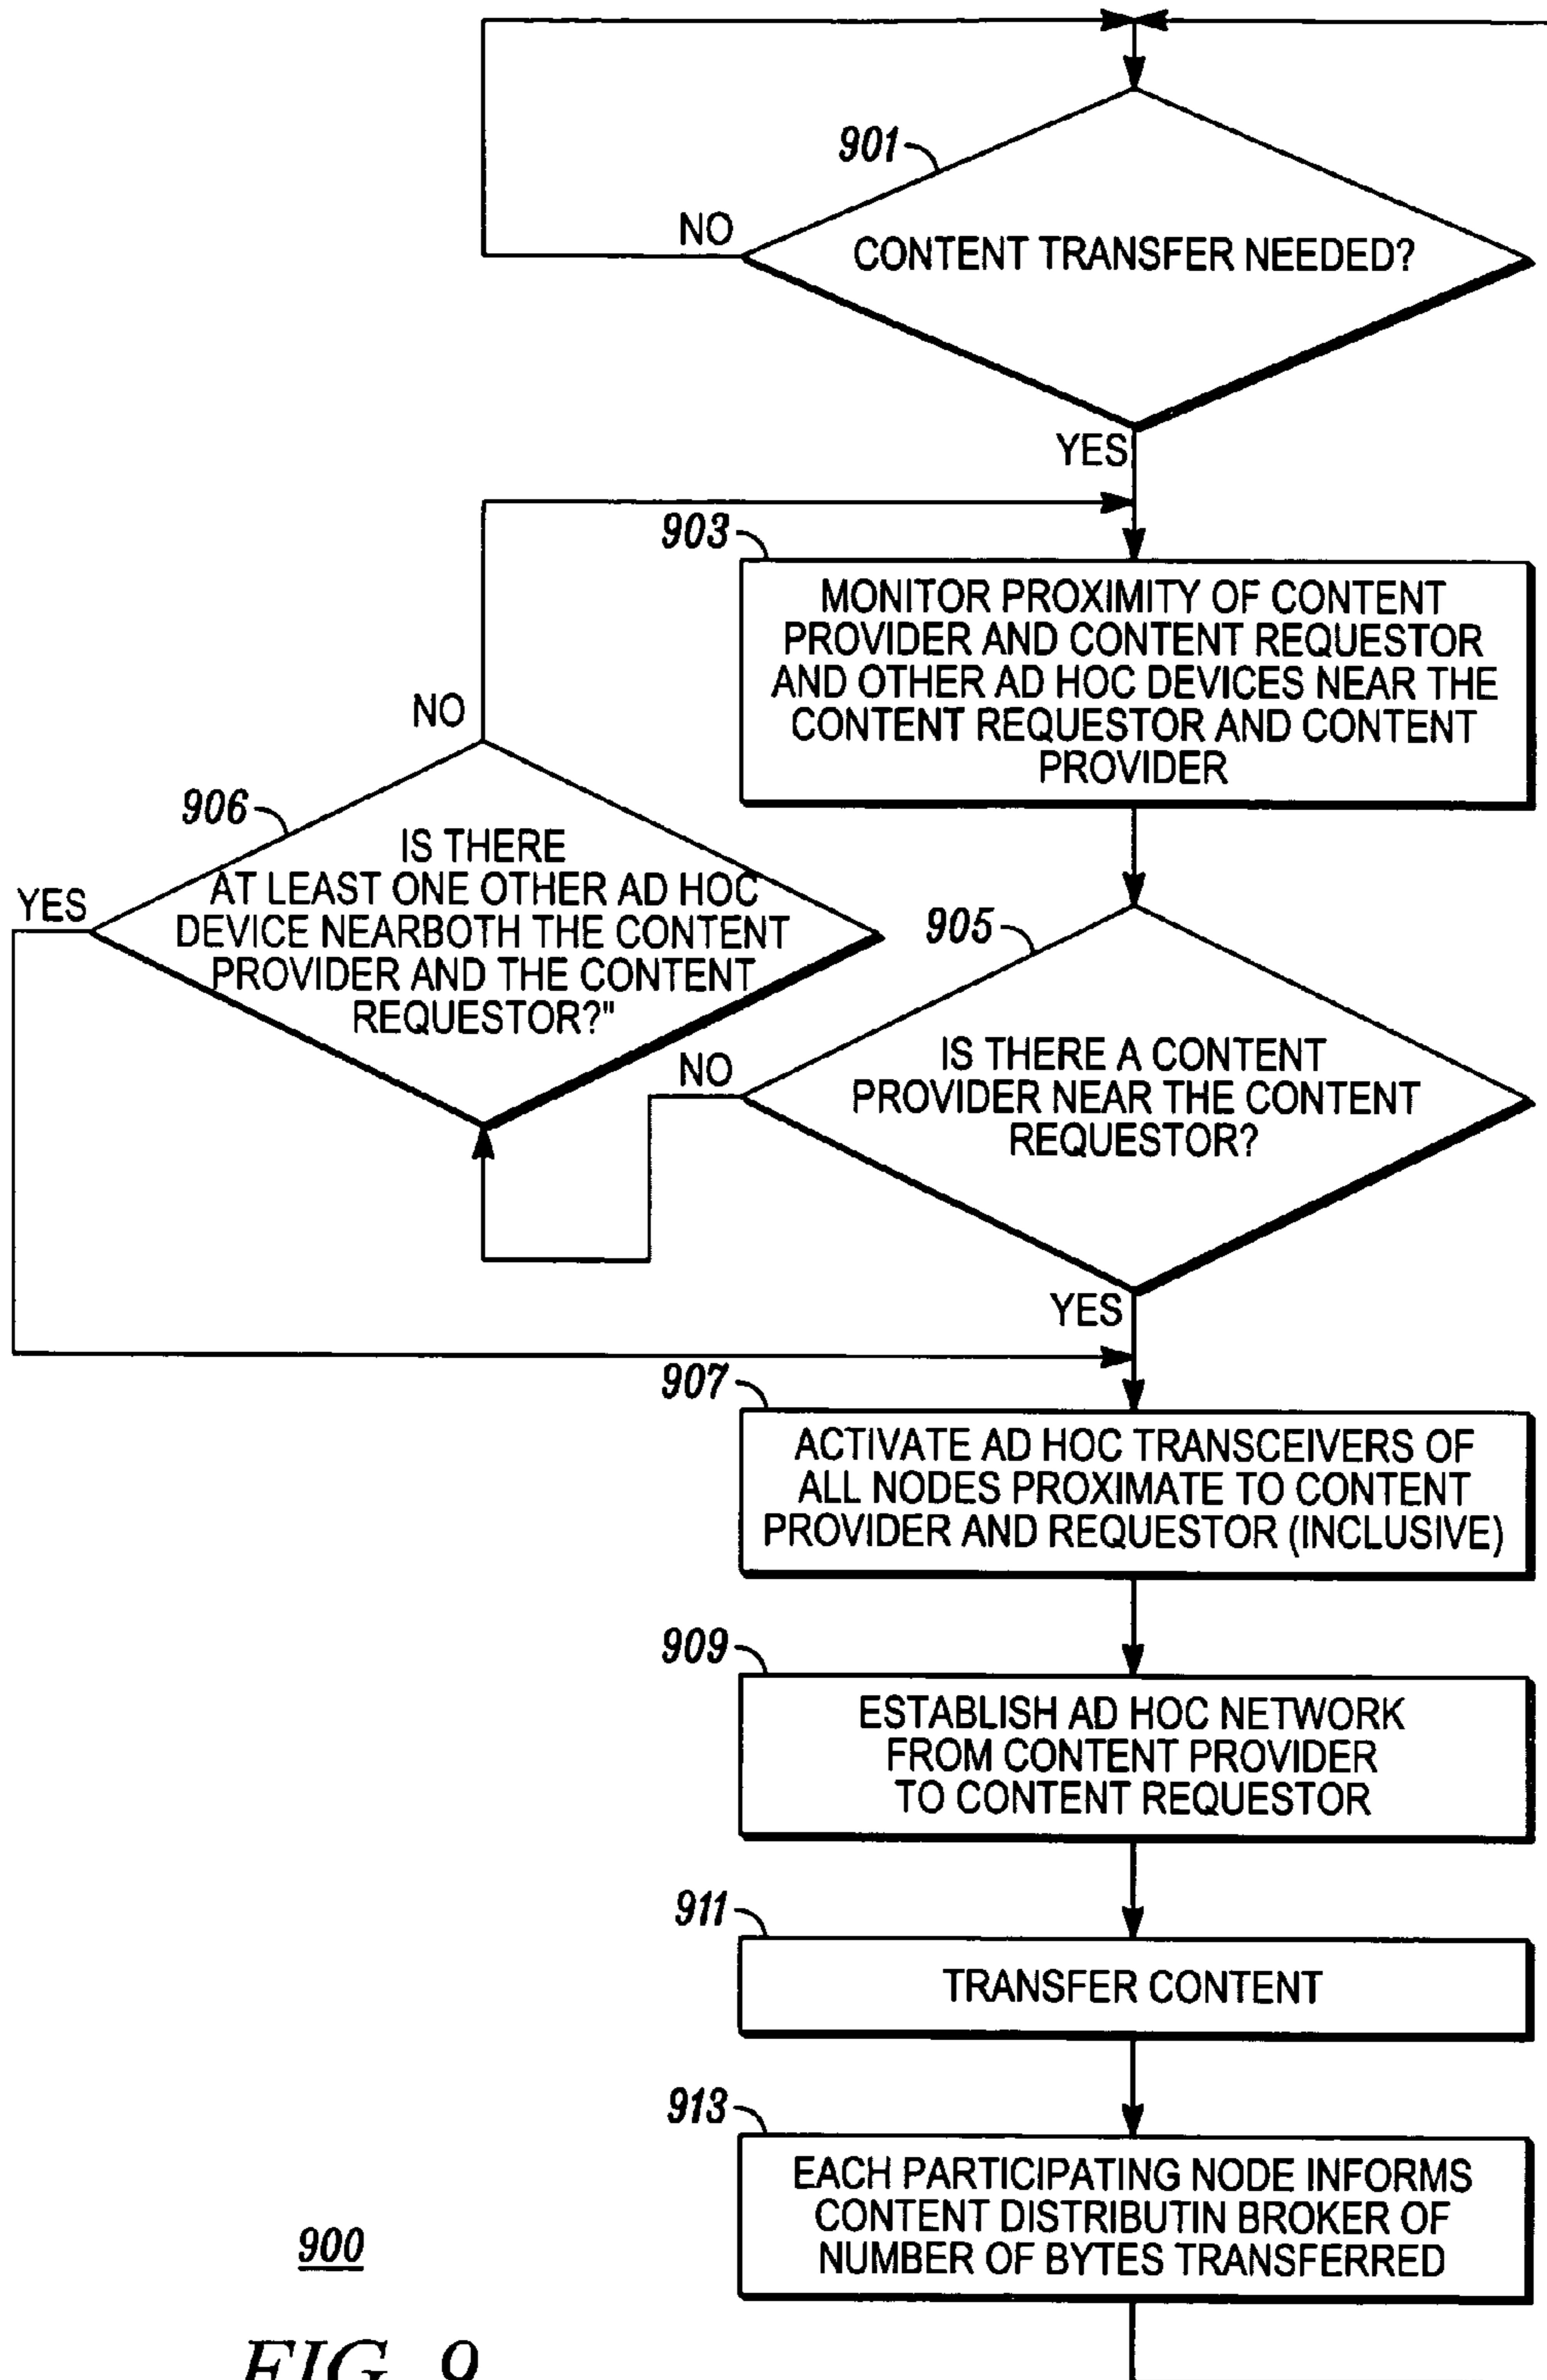 901
NO
CONTENT TRANSFER NEEDED?
YES
903
MONITOR PROXIMITY OF CONTENT
PROVIDER AND CONTENT REQUESTOR
AND OTHER AD HOC DEVICES NEAR THE
CONTENT REQUESTOR AND CONTENT
PROVIDER
NO
906
IS THERE
AT LEAST ONE OTHER AD HOC
DEVICE NEARBOTH THE CONTENT
PROVIDER AND THE CONTENT
REQUESTOR?"
YES
905
IS THERE A CONTENT
PROVIDER NEAR THE CONTENT
REQUESTOR?
NO
YES
907
ACTIVATE AD HOC TRANSCEIVERS OF
ALL NODES PROXIMATE TO CONTENT
PROVIDER AND REQUESTOR (INCLUSIVE)
909
ESTABLISH AD HOC NETWORK
FROM CONTENT PROVIDER
TO CONTENT REQUESTOR
911
TRANSFER CONTENT
913
EACH PARTICIPATING NODE INFORMS
CONTENT DISTRIBUTIN BROKER OF
NUMBER OF BYTES TRANSFERRED
900
FIG. 9